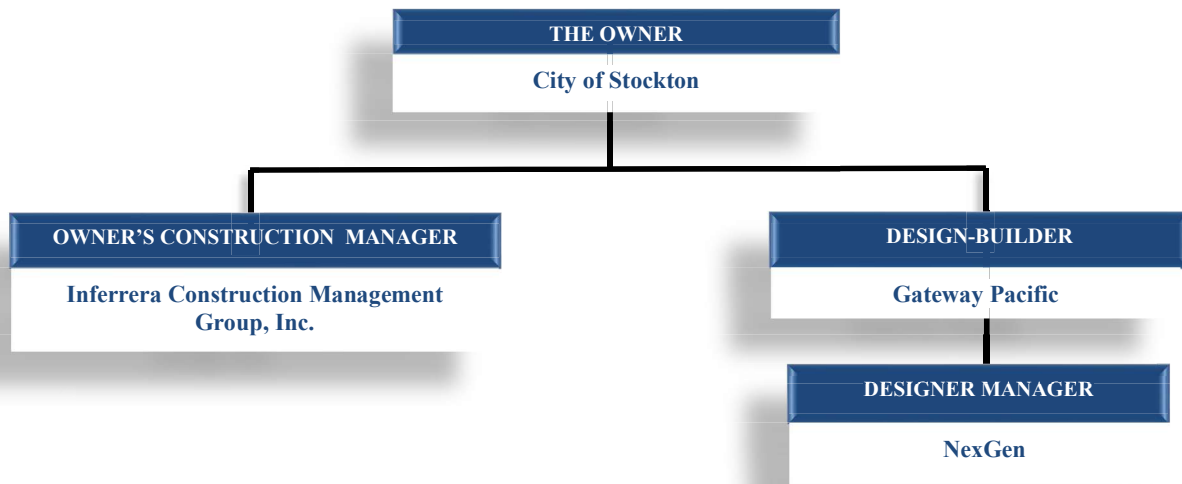 THE OWNER
City of Stockton
OWNER'S CONSTRUCTION MANAGER
Inferrera Construction Management
Group, Inc.
DESIGN-BUILDER
Gateway Pacific
DESIGNER MANAGER
NexGen